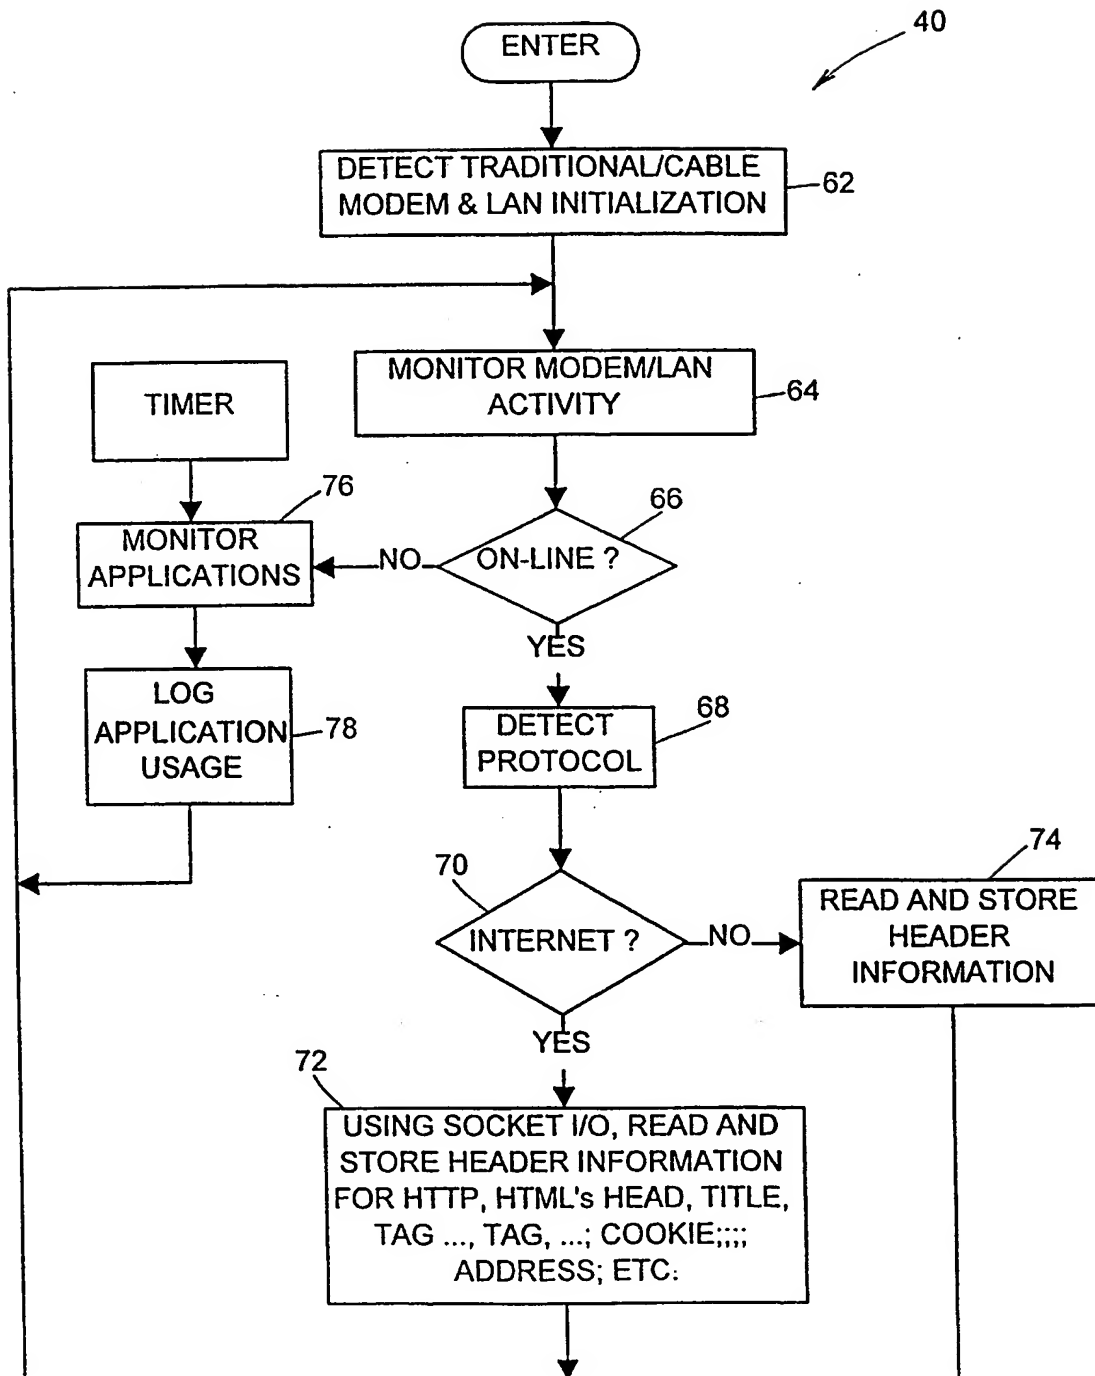 40
ENTER
DETECT TRADITIONAL/CABLE
MODEM & LAN INITIALIZATION
62
MONITOR MODEM/LAN
ACTIVITY
64
TIMER
76
MONITOR
APPLICATIONS
NO
66
ON-LINE ?
YES
LOG
APPLICATION
USAGE
78
DETECT
PROTOCOL
68
70
INTERNET ?
NO
74
READ AND STORE
HEADER
INFORMATION
YES
72
USING SOCKET I/O, READ AND
STORE HEADER INFORMATION
FOR HTTP, HTML's HEAD, TITLE,
TAG ..., TAG, ...; COOKIE;;;;
ADDRESS; ETC.